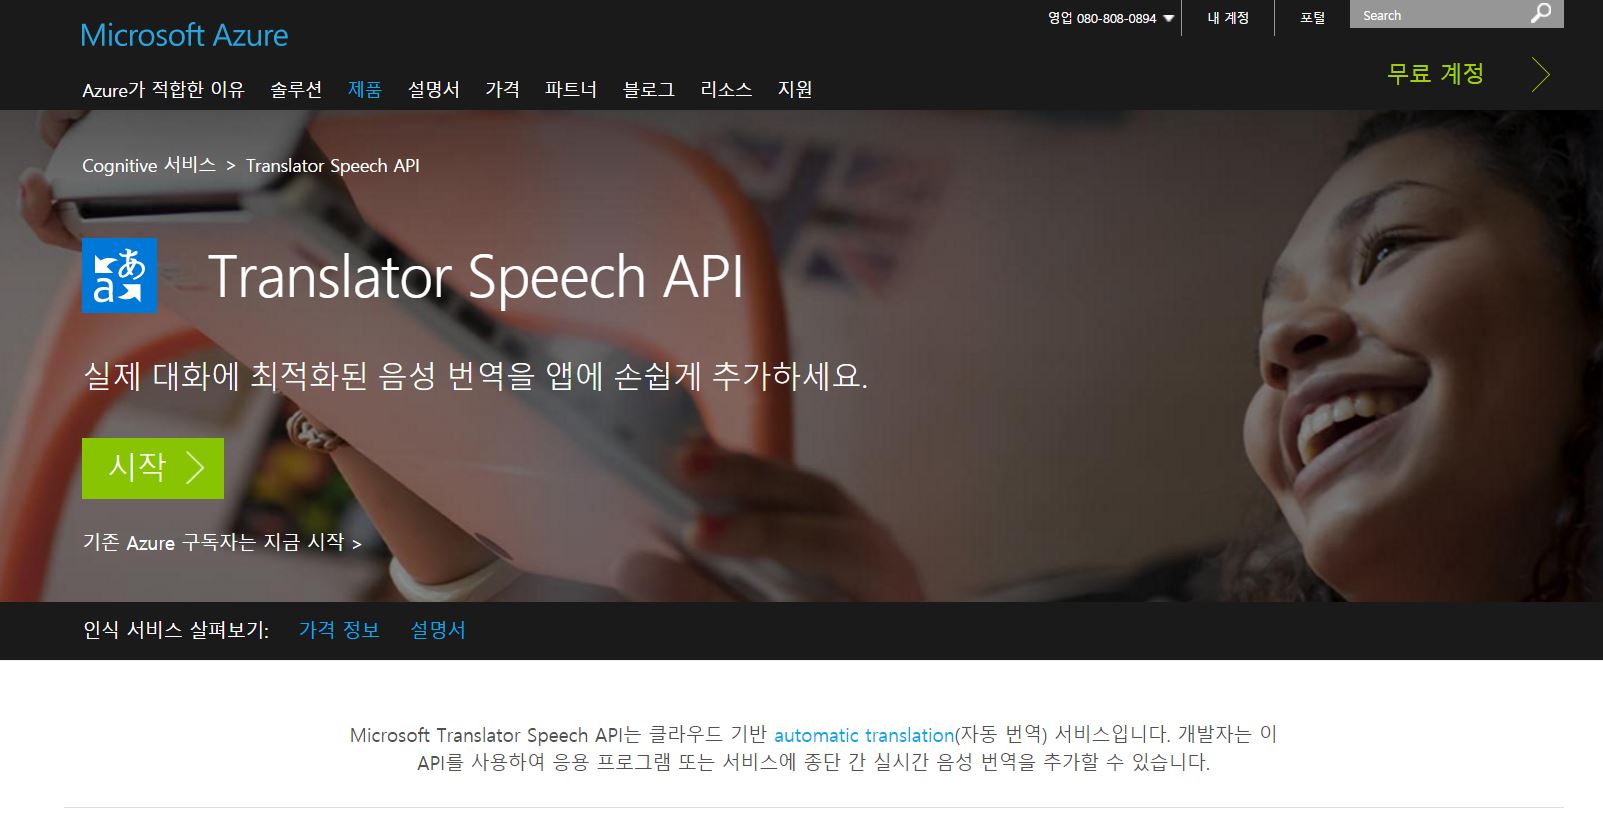 Microsoft Azure
영업 080-808-0894
내 계정
포털
Search
무료 계정
Azure가 적합한 이유 솔루션 제품 설명서 가격 파트너 블로그 리소스 지원
Cognitive 서비스 > Translator Speech API
a あ
Translator Speech API
실제 대화에 최적화된 음성 번역을 앱에 손쉽게 추가하세요.
시작
기존 Azure 구독자는 지금 시작 >
인식 서비스 살펴보기: 가격 정보 설명서
Microsoft Translator Speech API는 클라우드 기반 automatic translation(자동 번역) 서비스입니다. 개발자는 이
API를 사용하여 응용 프로그램 또는 서비스에 종단 간 실시간 음성 번역을 추가할 수 있습니다.